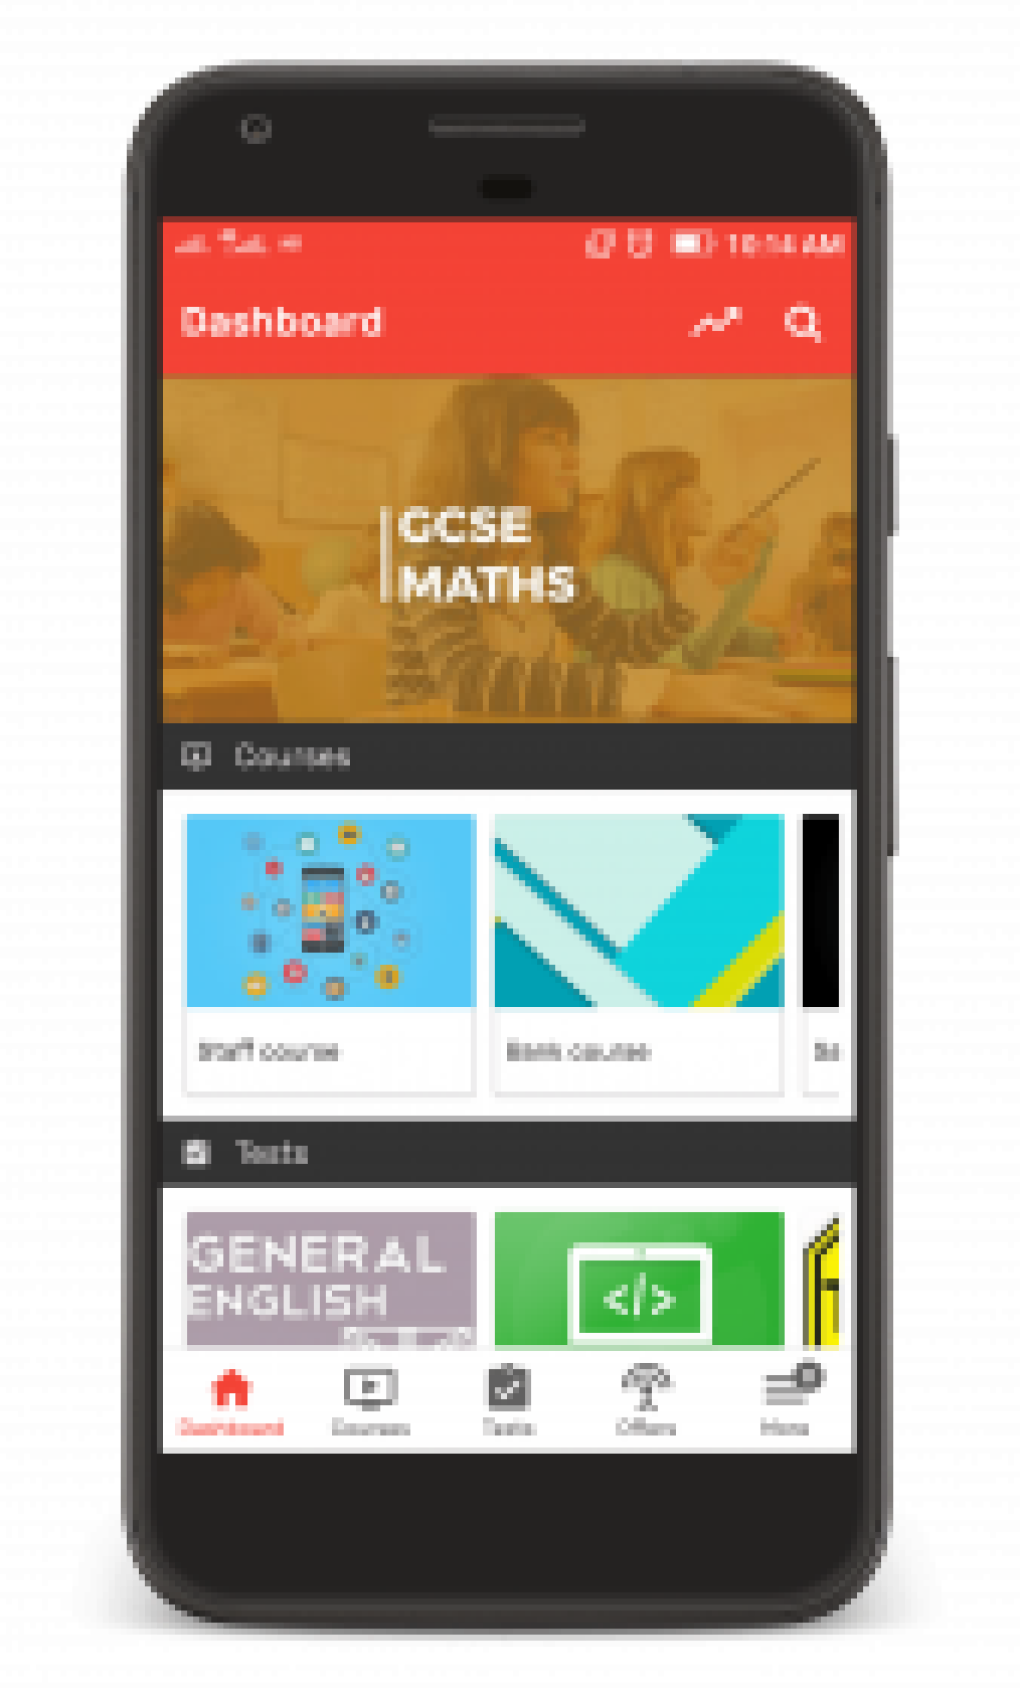 10:14 AM
Dashboard
GCSE
MATHS
Courses
Staff course
Bank course
Tests
GENERAL
ENGLISH
</>
Dashboard
Courses
Tests
Offers
More